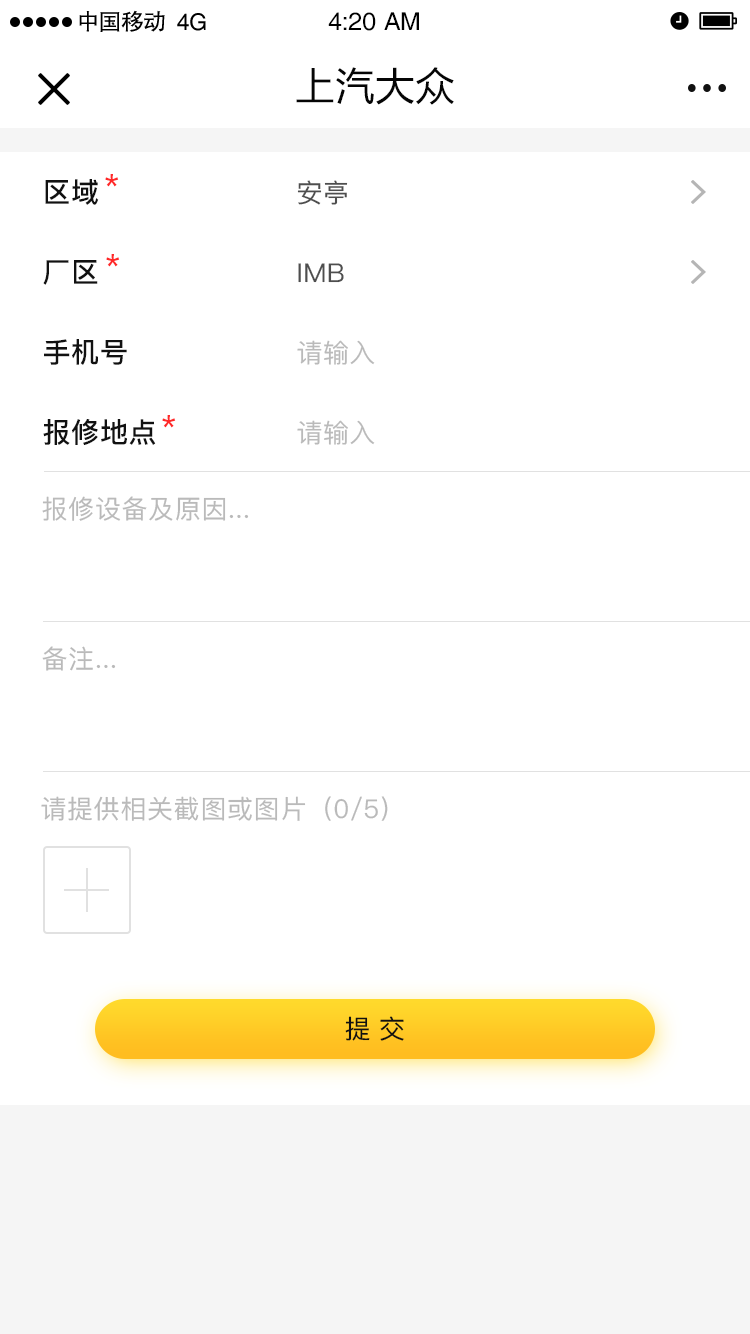 中国移动 4G 4:20 AM
上汽大众
区域* 安亭
厂区* IMB
手机号 请输入
报修地点* 请输入
报修设备及原因...
备注...
请提供相关截图或图片（0/5）
提 交